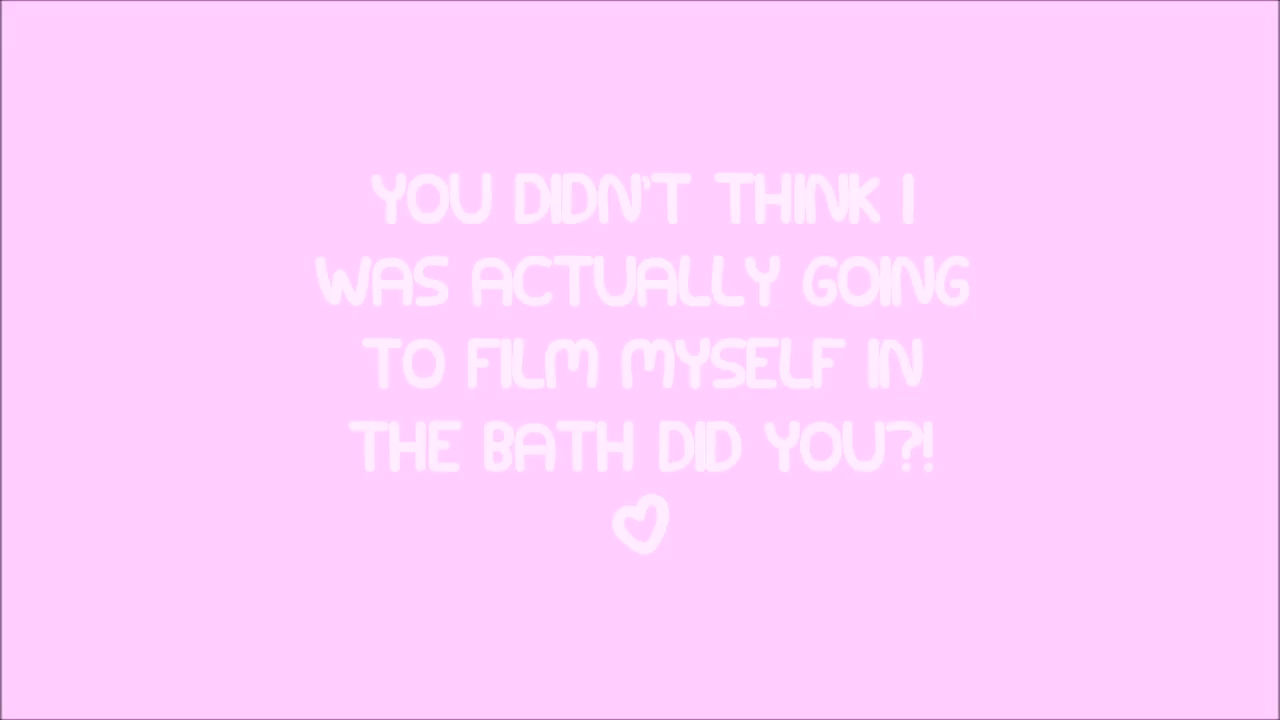 YOU DIDN'T THINK I
WAS ACTUALLY GOING
TO FILM MYSELF IN
THE BATH DID YOU?!